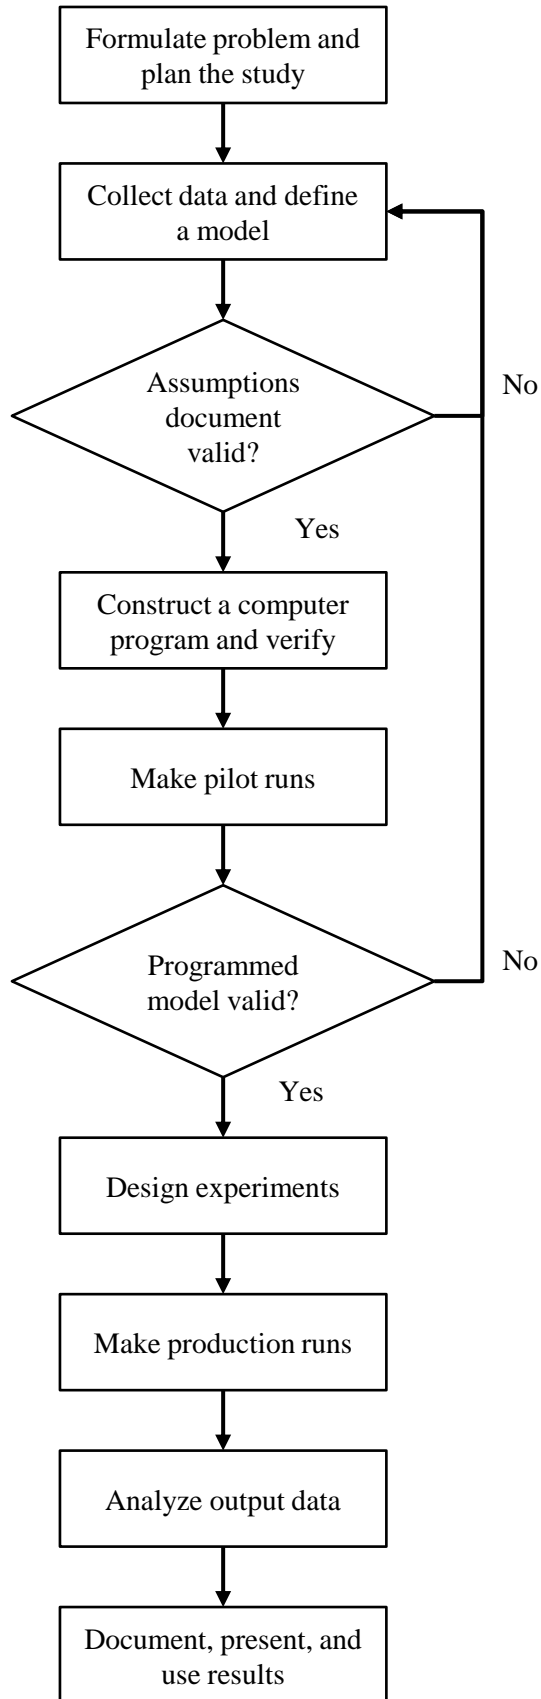 Formulate problem and
plan the study
Collect data and define
a model
Assumptions
document
valid?
No
Yes
Construct a computer
program and verify
Make pilot runs
Programmed
model valid?
No
Yes
Design experiments
Make production runs
Analyze output data
Document, present, and
use results